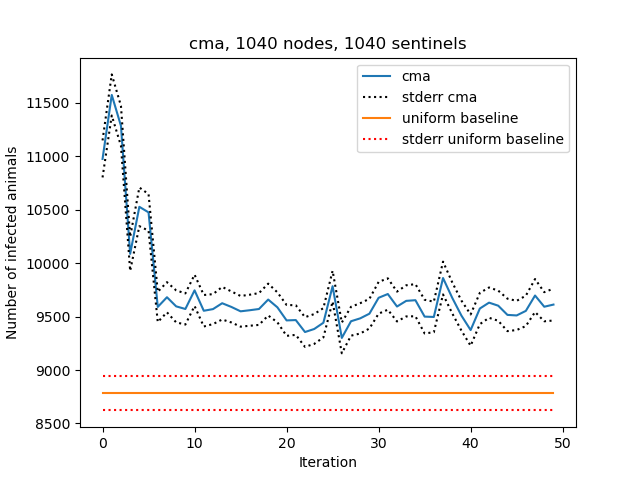 cma, 1040 nodes, 1040 sentinels
cma
stderr cma
uniform baseline
stderr uniform baseline
Number of infected animals
11500
11000
10500
10000
9500
9000
8500
0 10 20 30 40 50
Iteration